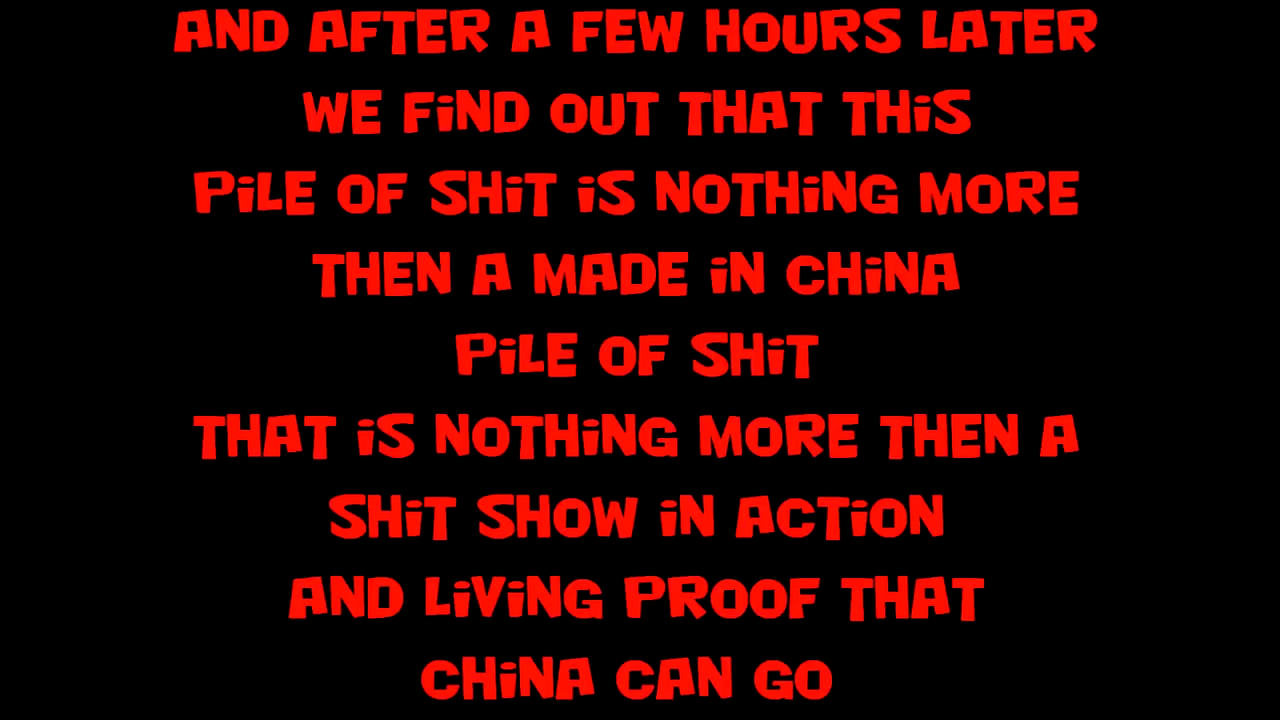 AND AFTER A FEW HOURS LATER
WE FiND OUT THAT THiS
PiLE OF SHiT iS NOTHiNG MORE
THEN A MADE iN CHiNA
PiLE OF SHiT
THAT iS NOTHiNG MORE THEN A
SHiT SHOW iN ACTiON
AND LiViNG PROOF THAT
CHiNA CAN GO